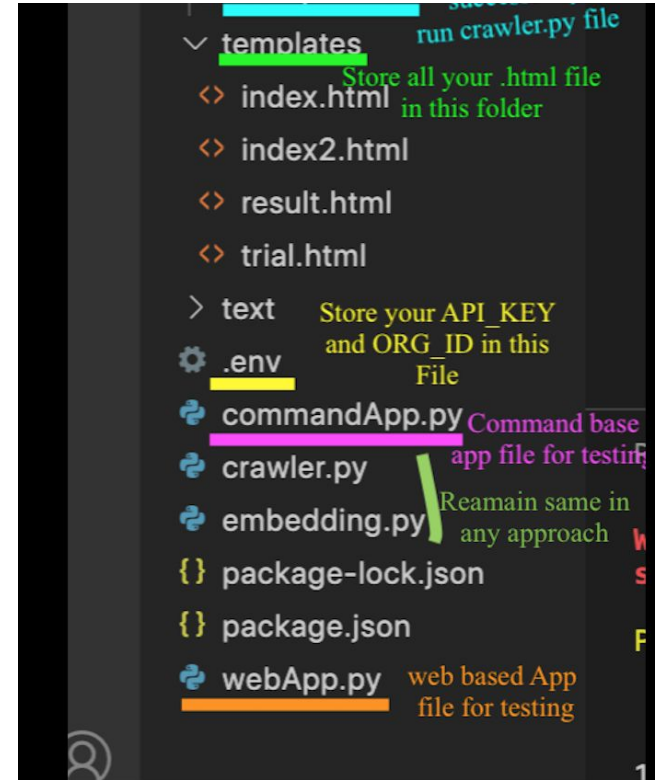 run crawler.py file
templates
Store all your .html file
in this folder
index.html
index2.html
result.html
trial.html
text
Store your API_KEY
and ORG_ID in this
File
.env
commandApp.py
Command base
app file for testing
crawler.py
embedding.py
Reamain same in
any approach
package-lock.json
package.json
webApp.py
web based App
file for testing